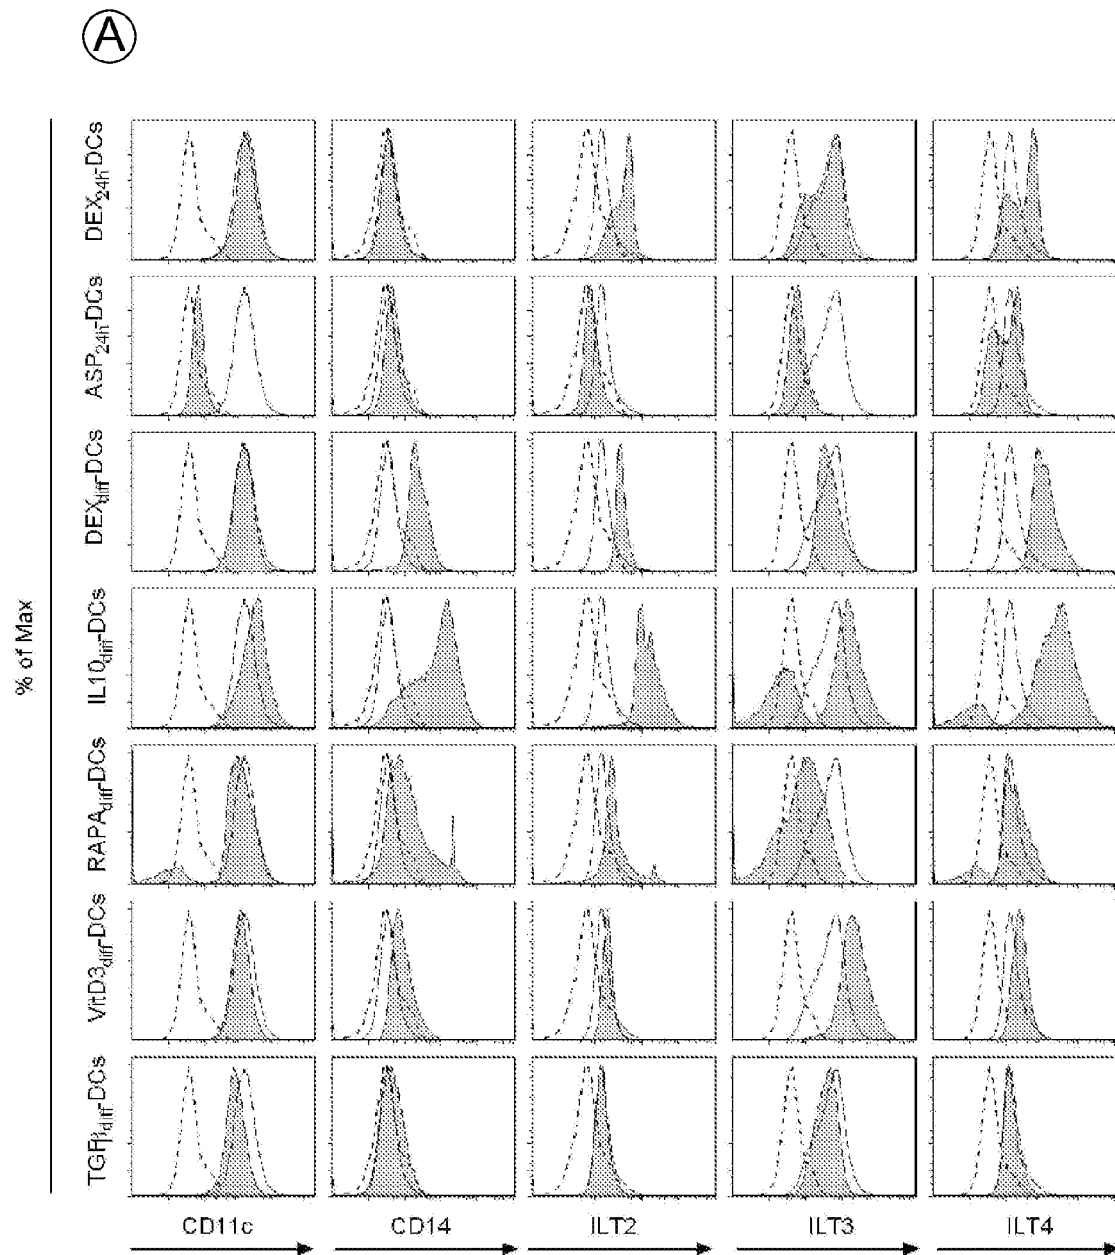 A
% of Max
DEX24h-DCs
ASP24h-DCs
DEXdiff-DCs
IL10diff-DCs
RAPAdiff-DCs
VitD3diff-DCs
TGFβdiff-DCs
CD11c CD14 ILT2 ILT3 ILT4